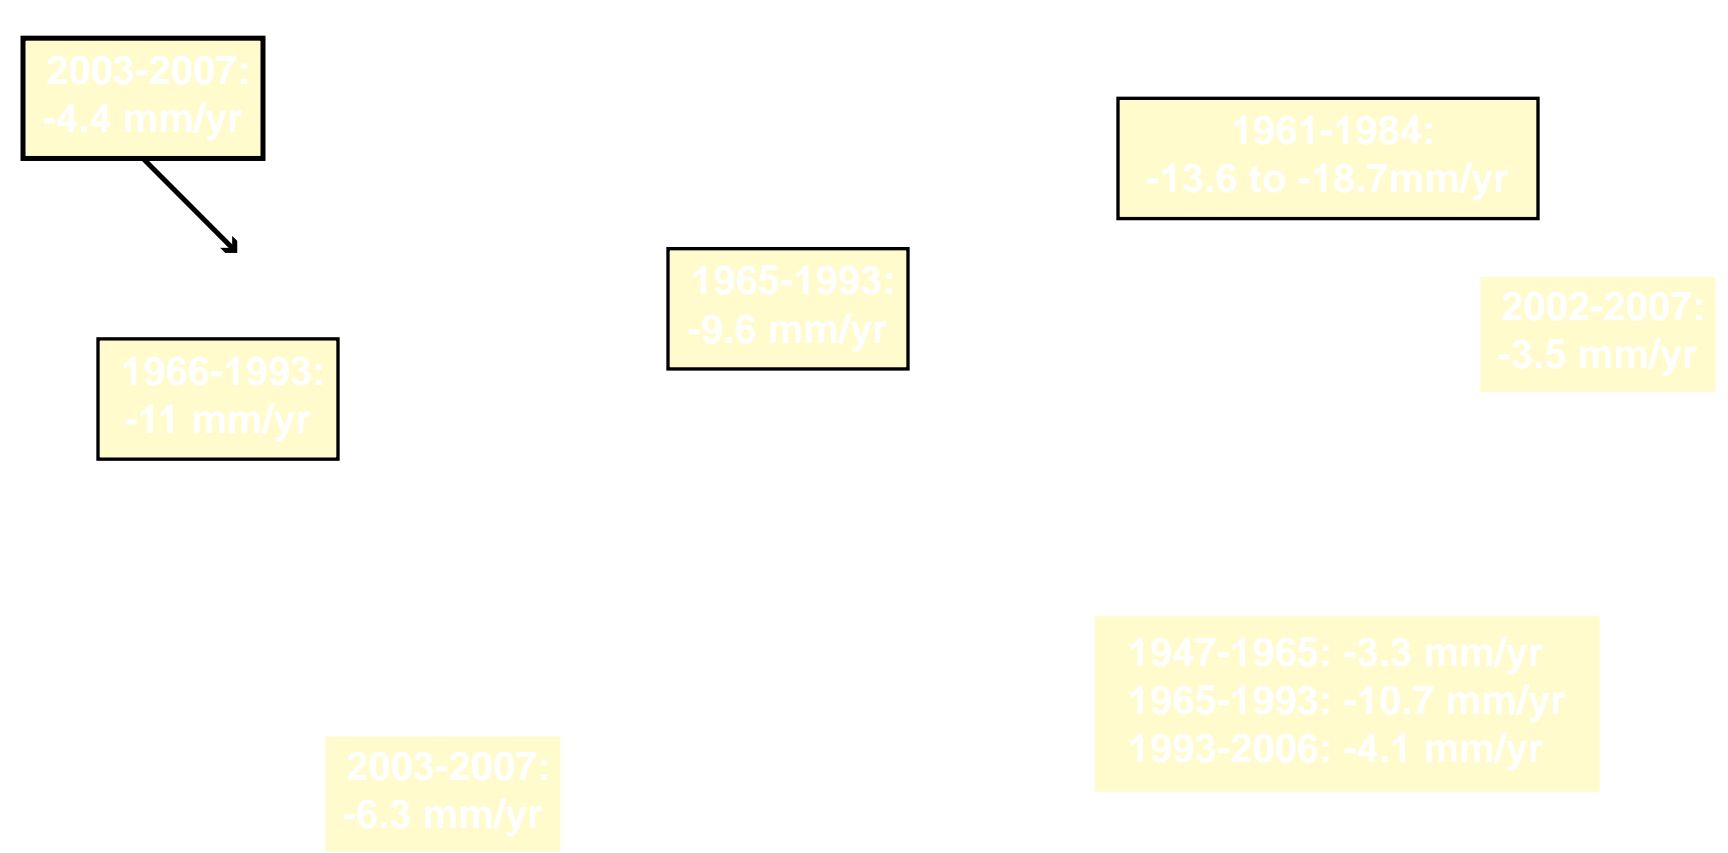 2003-2007:
-4.4 mm/yr
1961-1984:
-13.6 to -18.7mm/yr
1965-1993:
-9.6 mm/yr
2002-2007:
-3.5 mm/yr
1966-1993:
-11 mm/yr
1947-1965: -3.3 mm/yr
1965-1993: -10.7 mm/yr
1993-2006: -4.1 mm/yr
2003-2007:
-6.3 mm/yr